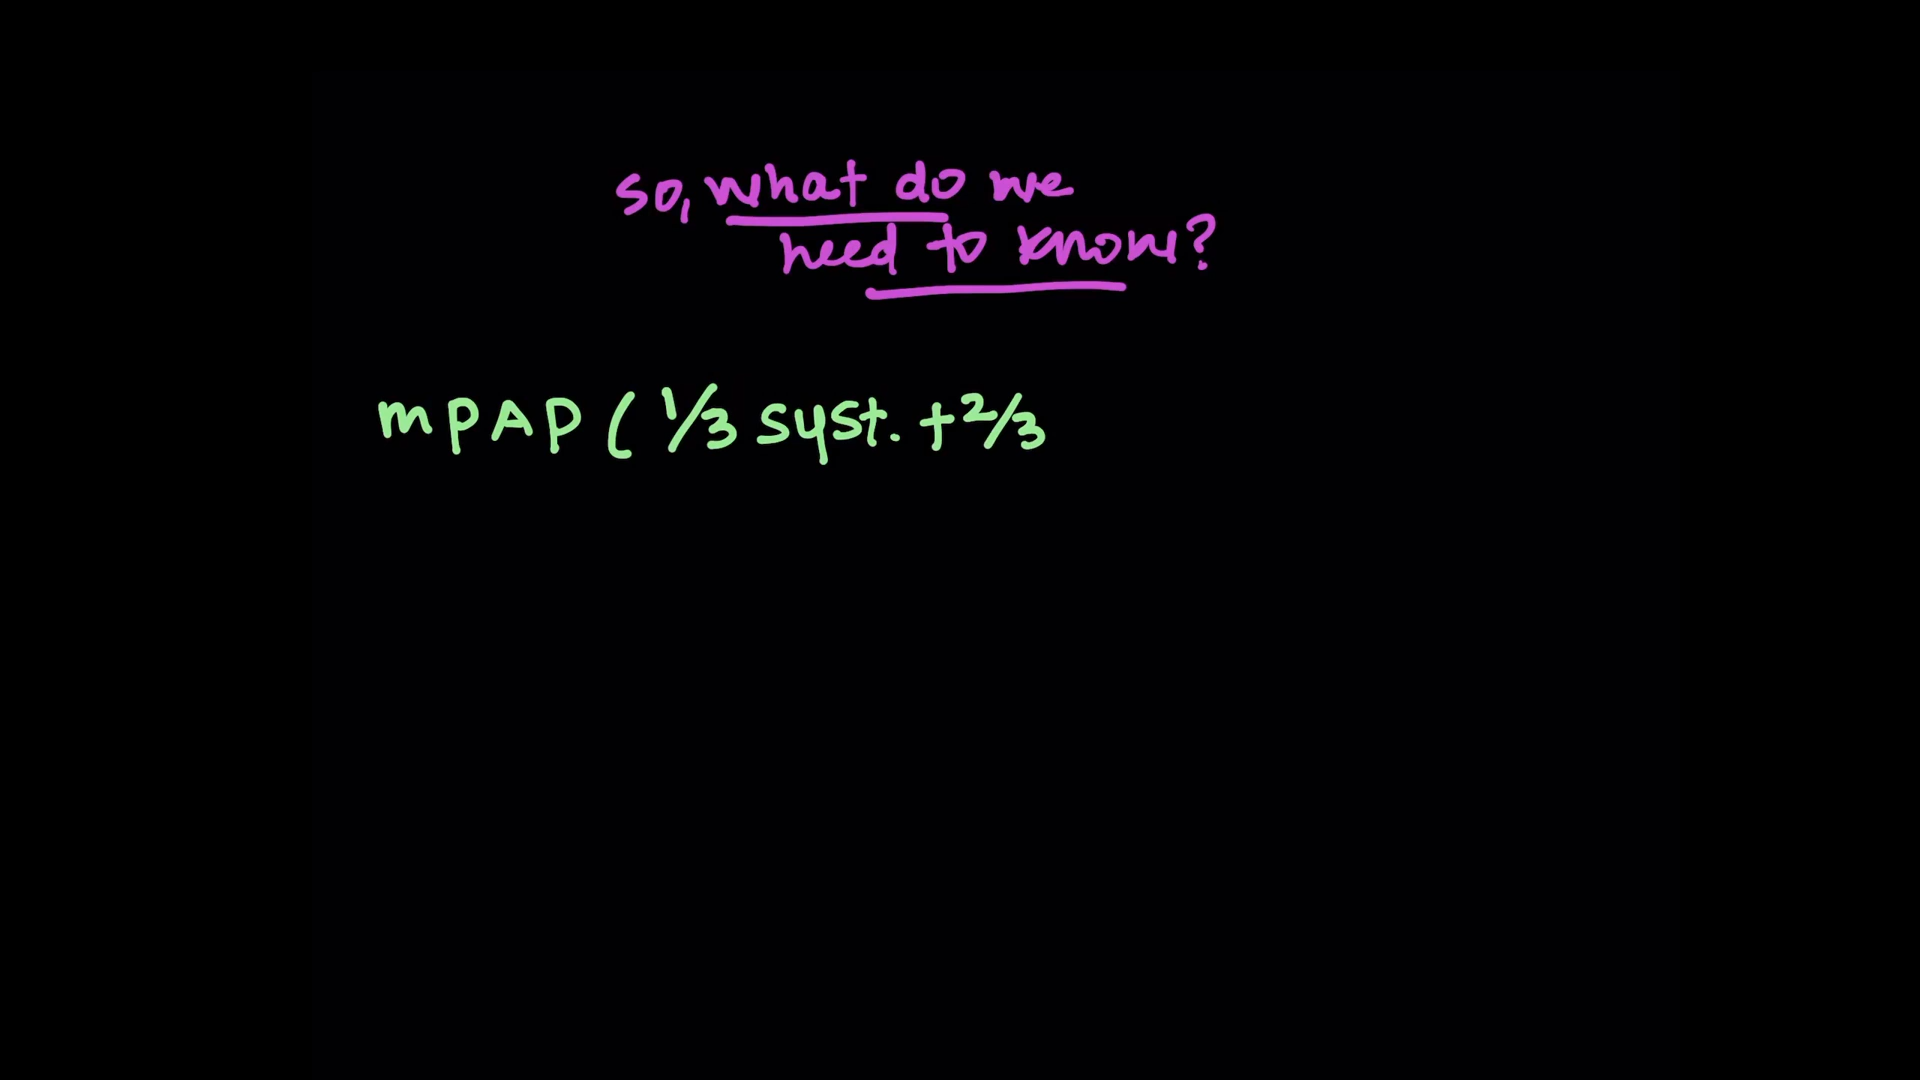 so, what do we
need to know?
mPAP ( 1/3 syst. + 2/3